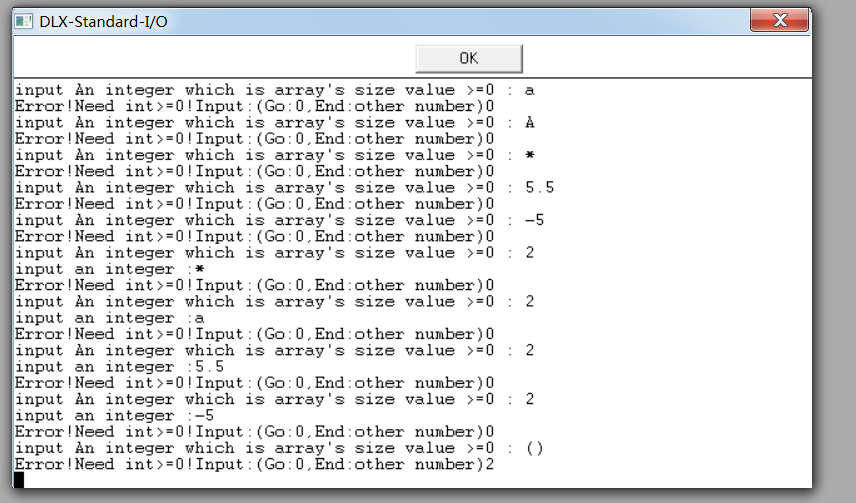 DLX-Standard-I/O
OK
input An integer which is array's size value >=0 : a
Error!Need int>=0!Input:(Go:0,End:other number)0
input An integer which is array's size value >=0 : A
Error!Need int>=0!Input:(Go:0,End:other number)0
input An integer which is array's size value >=0 : *
Error!Need int>=0!Input:(Go:0,End:other number)0
input An integer which is array's size value >=0 : 5.5
Error!Need int>=0!Input:(Go:0,End:other number)0
input An integer which is array's size value >=0 : -5
Error!Need int>=0!Input:(Go:0,End:other number)0
input An integer which is array's size value >=0 : 2
input an integer :*
Error!Need int>=0!Input:(Go:0,End:other number)0
input An integer which is array's size value >=0 : 2
input an integer :a
Error!Need int>=0!Input:(Go:0,End:other number)0
input An integer which is array's size value >=0 : 2
input an integer :5.5
Error!Need int>=0!Input:(Go:0,End:other number)0
input An integer which is array's size value >=0 : 2
input an integer :-5
Error!Need int>=0!Input:(Go:0,End:other number)0
input An integer which is array's size value >=0 : ()
Error!Need int>=0!Input:(Go:0,End:other number)2